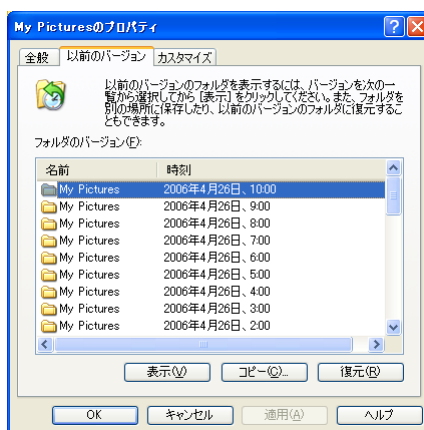 My Picturesのプロパティ
全般 以前のバージョン カスタマイズ
以前のバージョンのフォルダを表示するには、バージョンを次の一
覧から選択してから [表示] をクリックしてください。また、フォルダを
別の場所に保存したり、以前のバージョンのフォルダに復元するこ
ともできます。
フォルダのバージョン(F):
名前 時刻
My Pictures 2006年4月26日、10:00
My Pictures 2006年4月26日、9:00
My Pictures 2006年4月26日、8:00
My Pictures 2006年4月26日、7:00
My Pictures 2006年4月26日、6:00
My Pictures 2006年4月26日、5:00
My Pictures 2006年4月26日、4:00
My Pictures 2006年4月26日、3:00
My Pictures 2006年4月26日、2:00
表示(V) コピー(C)... 復元(R)
OK キャンセル 適用(A) ヘルプ